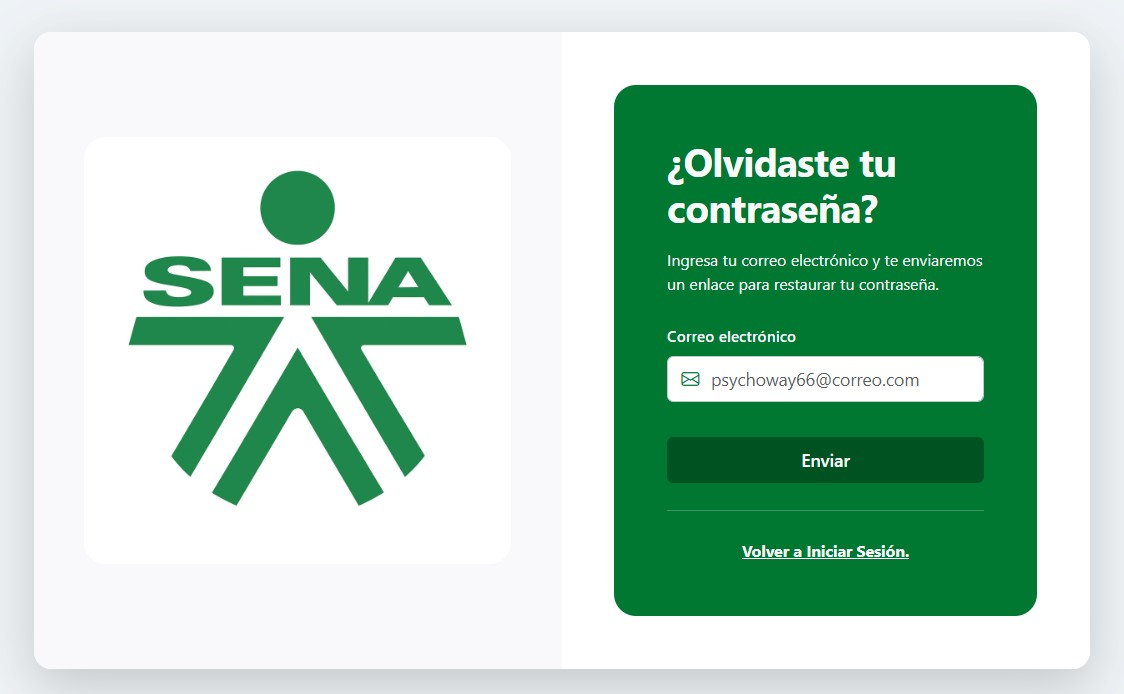 SENA
¿Olvidaste tu
contraseña?
Ingresa tu correo electrónico y te enviaremos
un enlace para restaurar tu contraseña.
Correo electrónico
psychoway66@correo.com
Enviar
Volver a Iniciar Sesión.